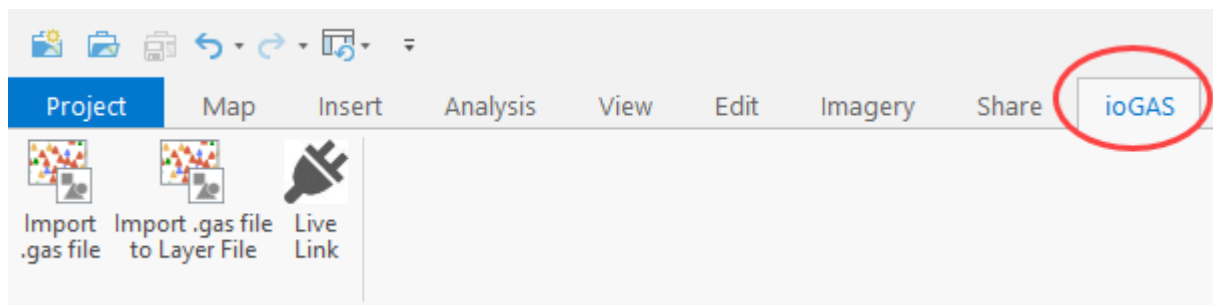 Project Map Insert Analysis View Edit Imagery Share ioGAS
Import Import .gas file Live
.gas file to Layer File Link